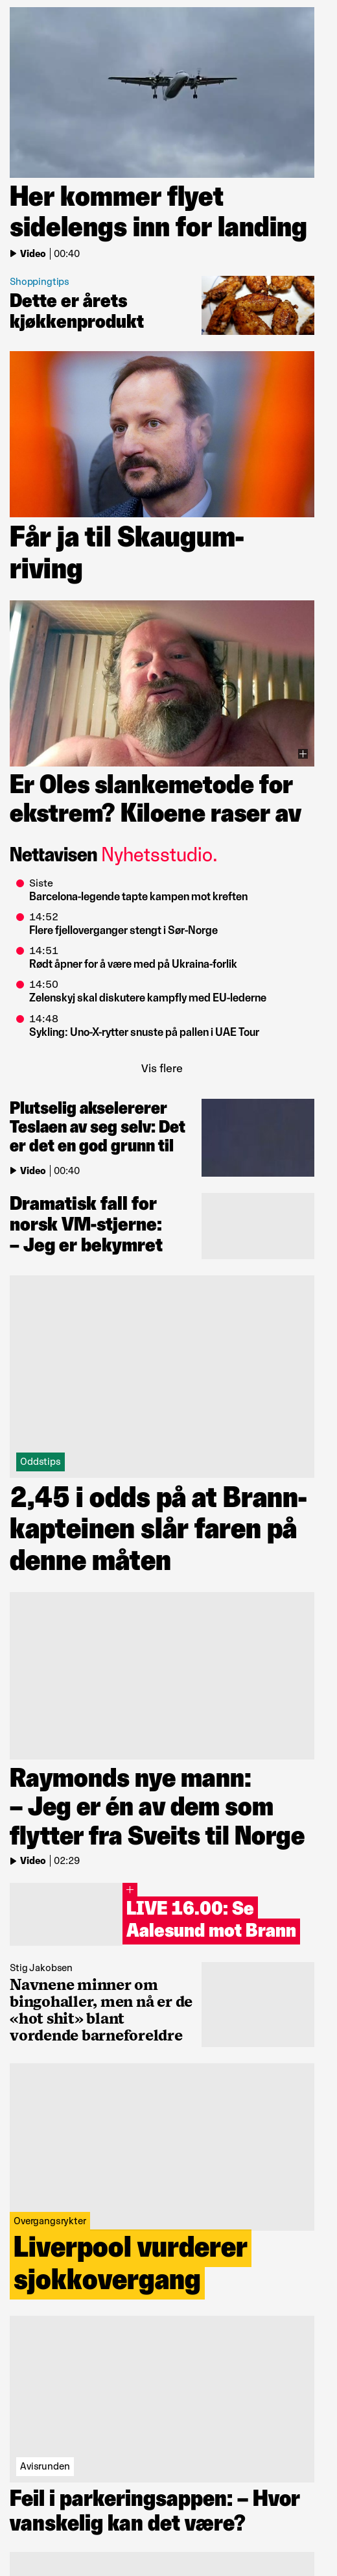 Her kommer flyet
sidelengs inn for landing
Video | 00:40
Shoppingtips
Dette er årets
kjøkkenprodukt
Får ja til Skaugum-
riving
Er Oles slankemetode for
ekstrem? Kiloene raser av
Nettavisen Nyhetsstudio.
Siste
Barcelona-legende tapte kampen mot kreften
14:52
Flere fjelloverganger stengt i Sør-Norge
14:51
Rødt åpner for å være med på Ukraina-forlik
14:50
Zelenskyj skal diskutere kampfly med EU-lederne
14:48
Sykling: Uno-X-rytter snuste på pallen i UAE Tour
Vis flere
Plutselig akselererer
Teslaen av seg selv: Det
er det en god grunn til
Video | 00:40
Dramatisk fall for
norsk VM-stjerne:
– Jeg er bekymret
Oddstips
2,45 i odds på at Brann-
kapteinen slår faren på
denne måten
Raymonds nye mann:
– Jeg er én av dem som
flytter fra Sveits til Norge
Video | 02:29
+
LIVE 16.00: Se
Aalesund mot Brann
Stig Jakobsen
Navnene minner om
bingohaller, men nå er de
«hot shit» blant
vordende barneforeldre
Overgangsrykter
Liverpool vurderer
sjokkovergang
Avisrunden
Feil i parkeringsappen: – Hvor
vanskelig kan det være?